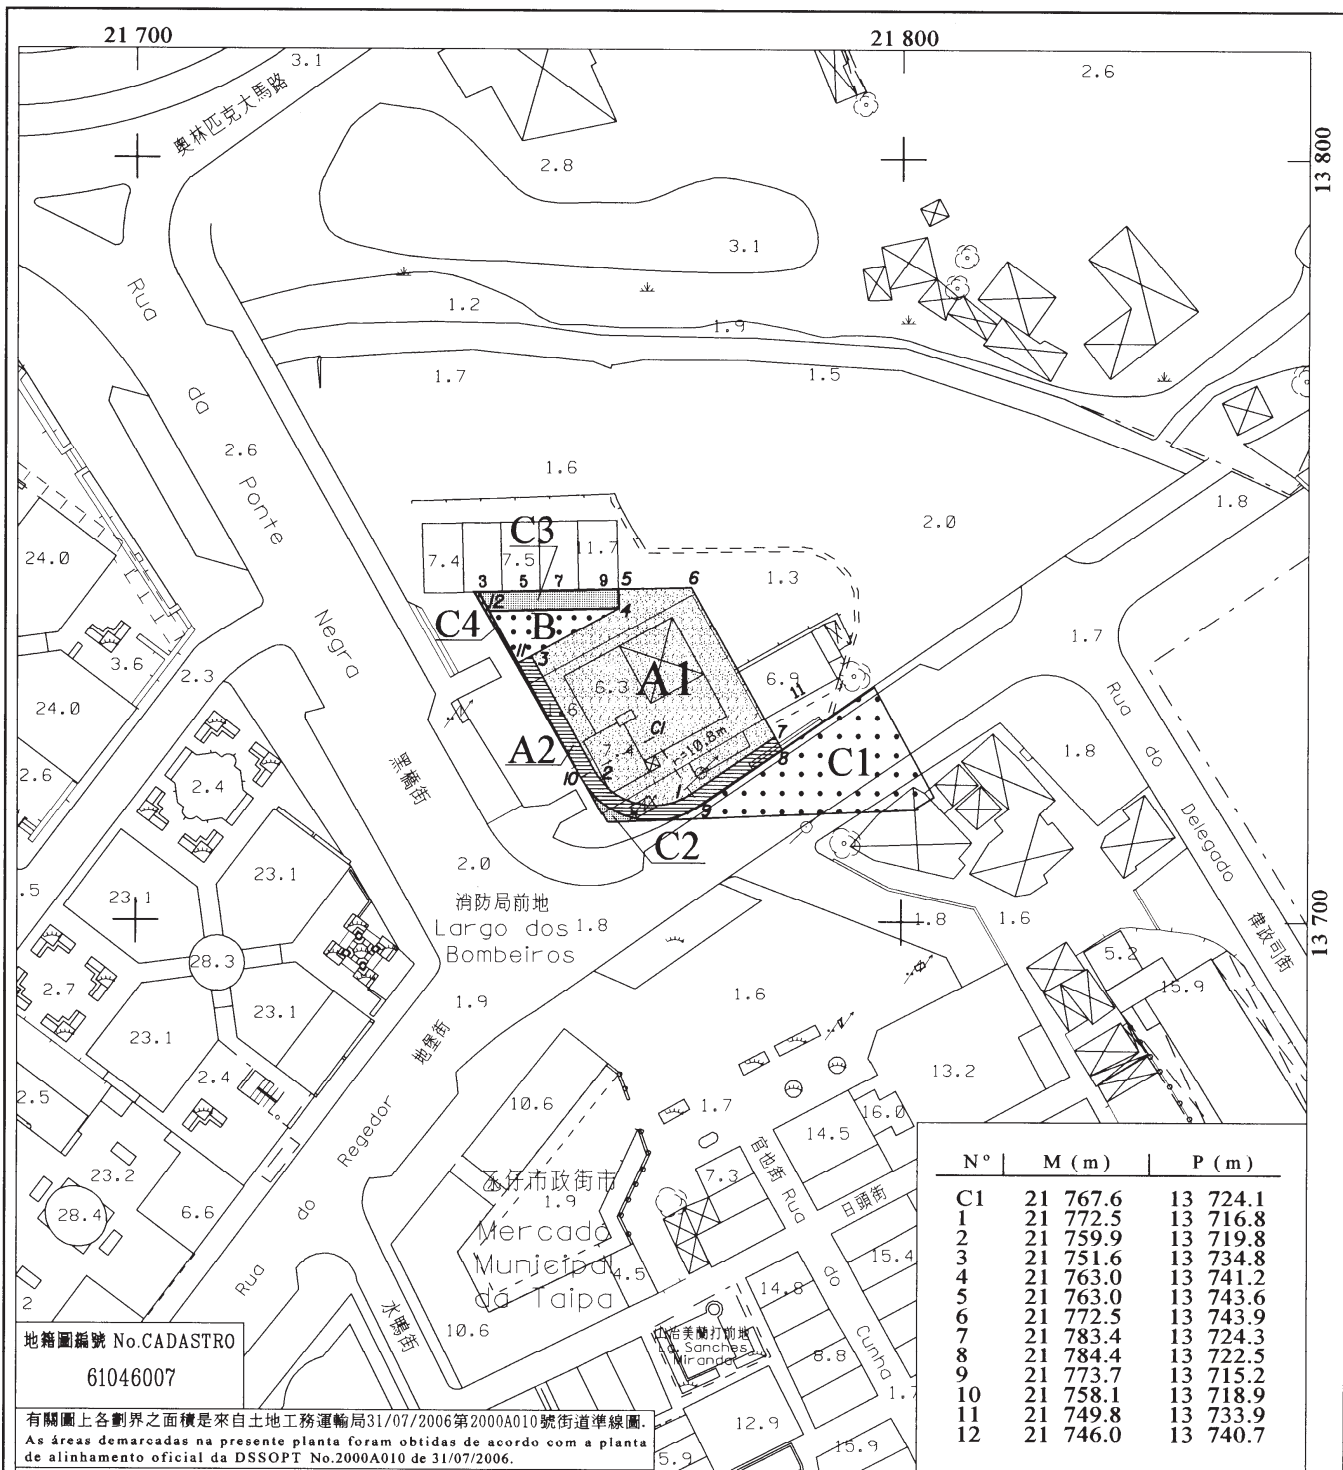 21 700
21 800
3.1
2.6
奧林匹克大馬路
13 800
2.8
3.1
Rua da Ponte Negra
1.2
1.9
1.7
1.5
2.6
1.6
1.8
2.0
24.0
C3
7.4
7.5
11.7
3 5 7 9 5 6
1.3
12
4
C4
B
11
3
1.7
3.6
2.3
6.3
A1
6.9
11
24.0
Rua do Delegado
C1
7
7.4
r=10.8m
8
1.8
2.6
黑橋街
A2
10
2
1
9
C1
2.4
C2
2.0
23.1
23.1
消防局前地
Largo dos
Bombeiros
1.8
1.8
1.6
律政司街
13 700
28.3
5.2
15.9
2.7
1.9
1.6
23.1
23.1
地堡街
2.4
13.2
2.5
10.6
1.7
16.0
14.5
Rua do Regedor
官也街 Rua do Cunha
7.3
日頭街
氹仔市政街市
1.9
Mercado
Municipal
da Taipa
23.2
28.4
6.6
4.5
15.4
14.8
水鴨街
10.6
La. Sanches
Miranda
8.8
12.9
15.9
5.9
Nº M (m) P (m)
C1 21 767.6 13 724.1
1 21 772.5 13 716.8
2 21 759.9 13 719.8
3 21 751.6 13 734.8
4 21 763.0 13 741.2
5 21 763.0 13 743.6
6 21 772.5 13 743.9
7 21 783.4 13 724.3
8 21 784.4 13 722.5
9 21 773.7 13 715.2
10 21 758.1 13 718.9
11 21 749.8 13 733.9
12 21 746.0 13 740.7
地籍圖編號 No.CADASTRO
61046007
有關圖上各劃界之面積是來自土地工務運輸局31/07/2006第2000A010號街道準線圖.
As áreas demarcadas na presente planta foram obtidas de acordo com a planta
de alinhamento oficial da DSSOPT No.2000A010 de 31/07/2006.